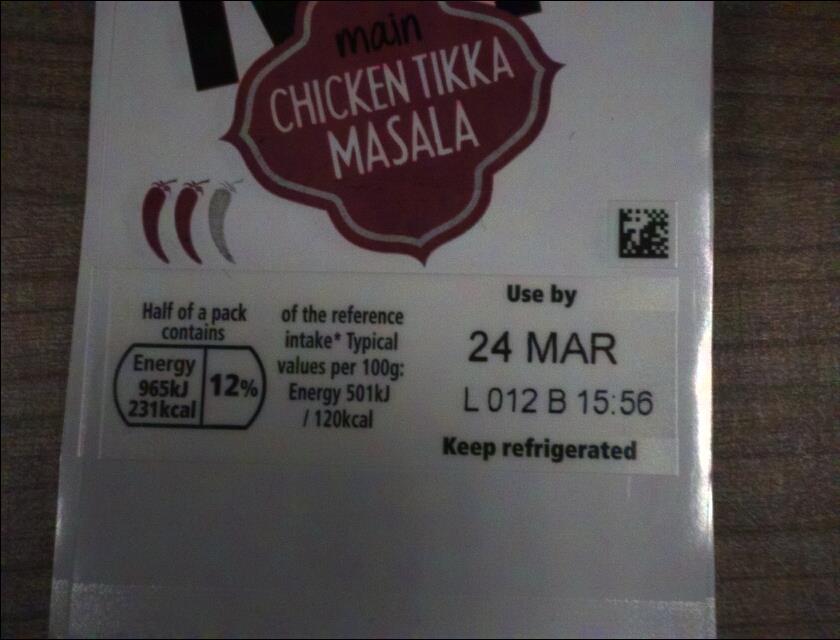 main
CHICKEN TIKKA
MASALA
Half of a pack
contains
Energy
965kJ
231kcal
12%
of the reference
intake* Typical
values per 100g:
Energy 501kJ
/ 120kcal
Use by
24 MAR
L 012 B 15:56
Keep refrigerated